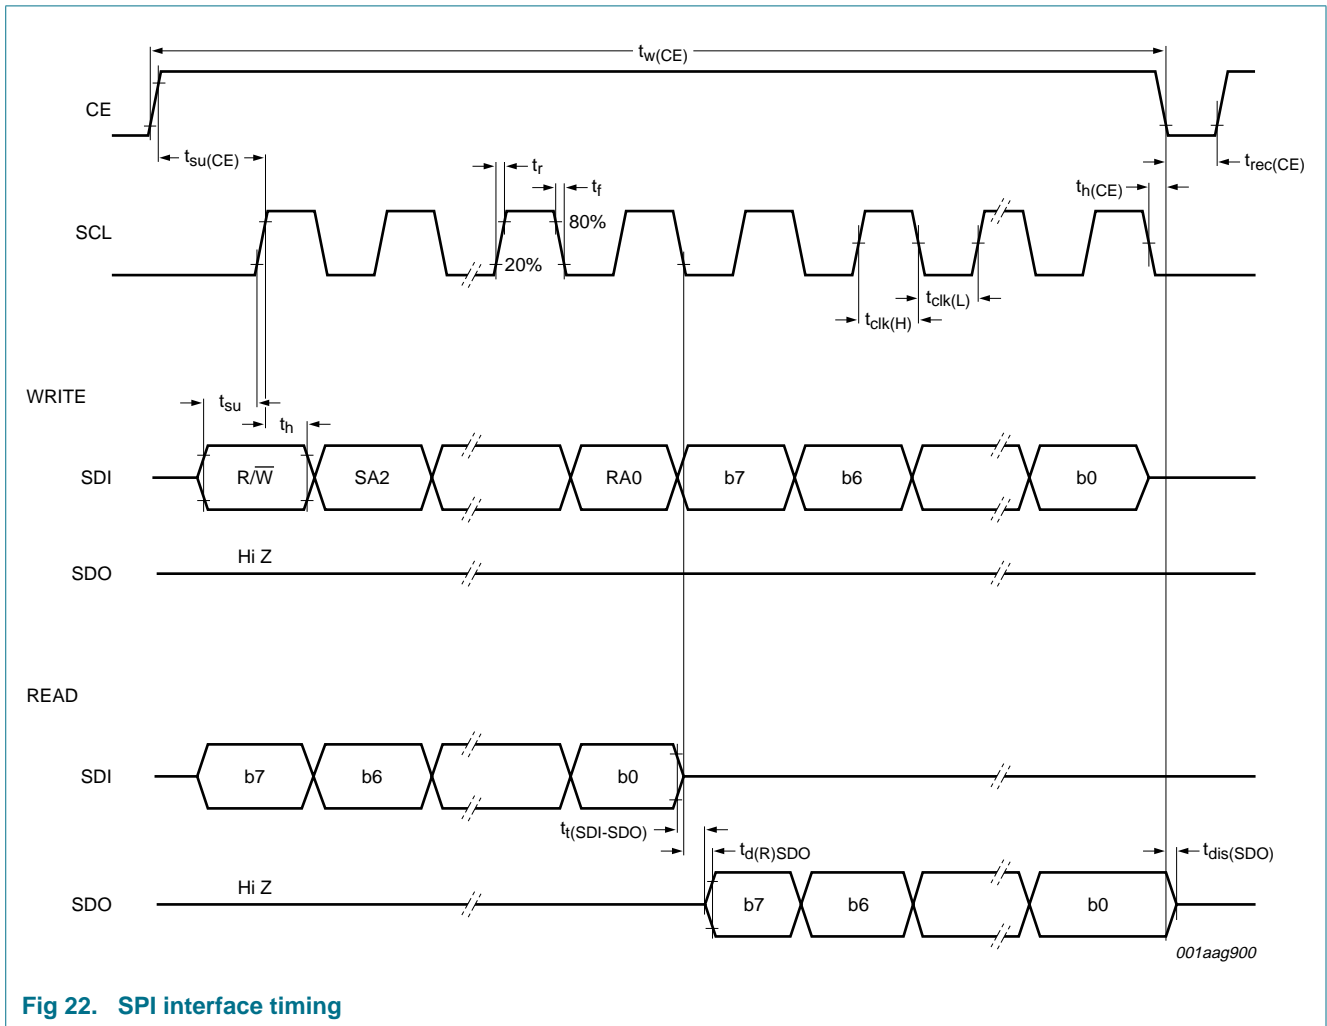 tw(CE)
CE
tsu(CE)
tr
tf
th(CE)
trec(CE)
SCL
80%
20%
tclk(H)
tclk(L)
WRITE
tsu
th
SDI
R/W̅
SA2
RA0
b7
b6
b0
SDO
Hi Z
READ
SDI
b7
b6
b0
tt(SDI-SDO)
td(R)SDO
tdis(SDO)
SDO
Hi Z
b7
b6
b0
001aag900
Fig 22. SPI interface timing